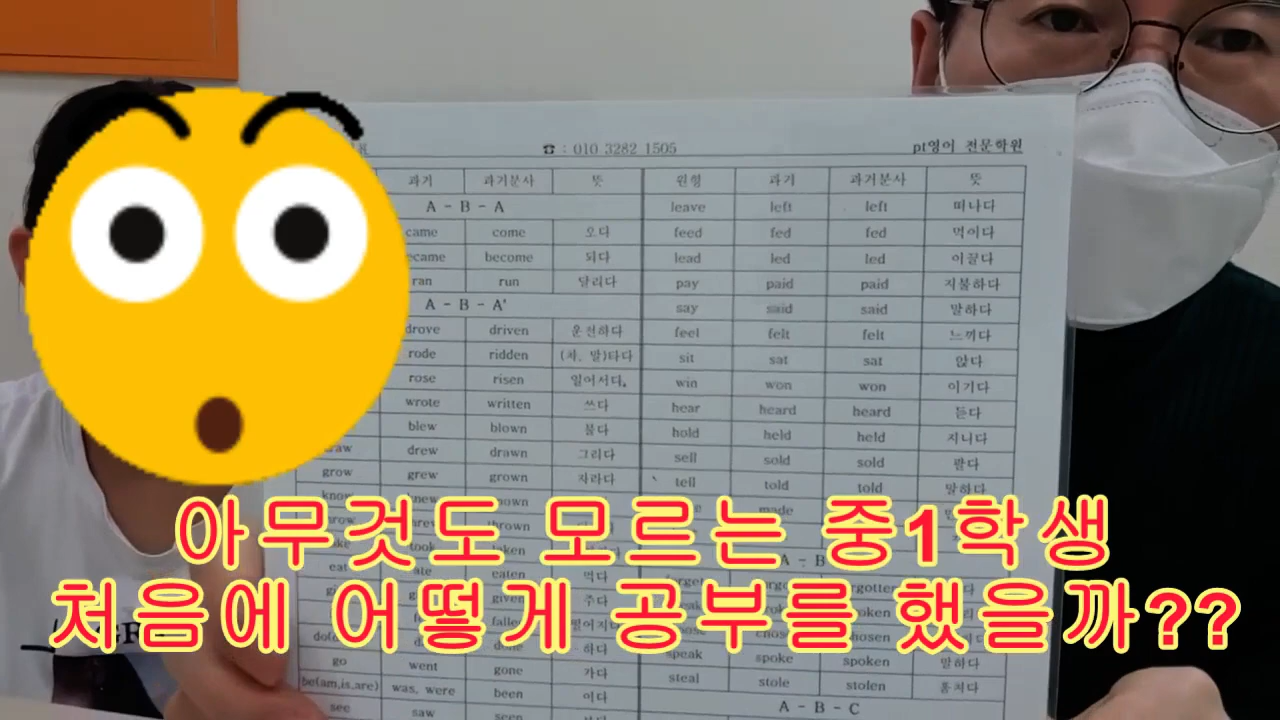 ☎ : 010 3282 1505 pt영어 전문학원
과거 과거분사 뜻 원형 과거 과거분사 뜻
A - B - A leave left left 떠나다
came come 오다 feed fed fed 먹이다
became become 되다 lead led led 이끌다
ran run 달리다 pay paid paid 지불하다
A - B - A' say said said 말하다
drove driven 운전하다 feel felt felt 느끼다
rode ridden (차, 말)타다 sit sat sat 앉다
rose risen 일어서다 win won won 이기다
wrote written 쓰다 hear heard heard 듣다
blew blown 불다 hold held held 지니다
drew drawn 그리다 sell sold sold 팔다
grow grew grown 자라다 tell told told 말하다
know made
thrown
took taken A - B
eat ate eaten 먹다
given 주다
아무것도 모르는 중1학생
처음에 어떻게 공부를 했을까??
하다 speak spoke spoken 말하다
go went gone 가다 steal stole stolen 훔치다
be(am,is,are) was, were been 이다 A - B - C
see saw seen